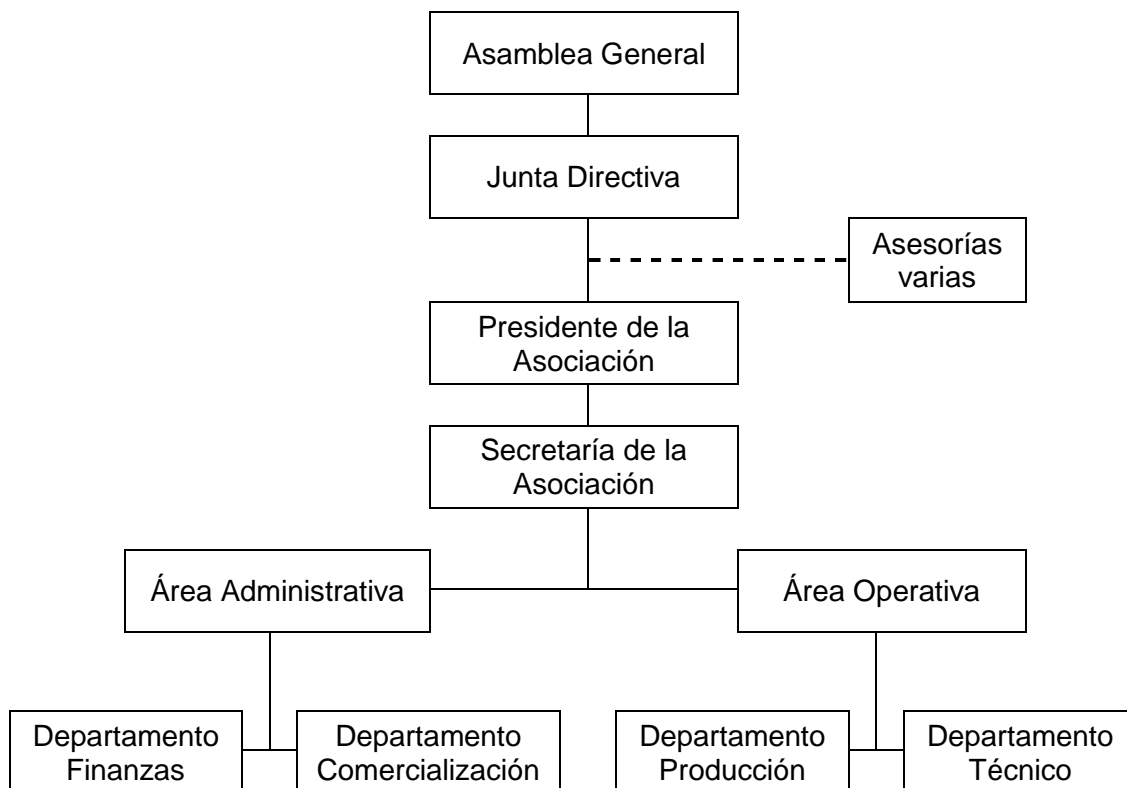 Asamblea General
Junta Directiva
Asesorías
varias
Presidente de la
Asociación
Secretaría de la
Asociación
Área Administrativa
Área Operativa
Departamento
Finanzas
Departamento
Comercialización
Departamento
Producción
Departamento
Técnico